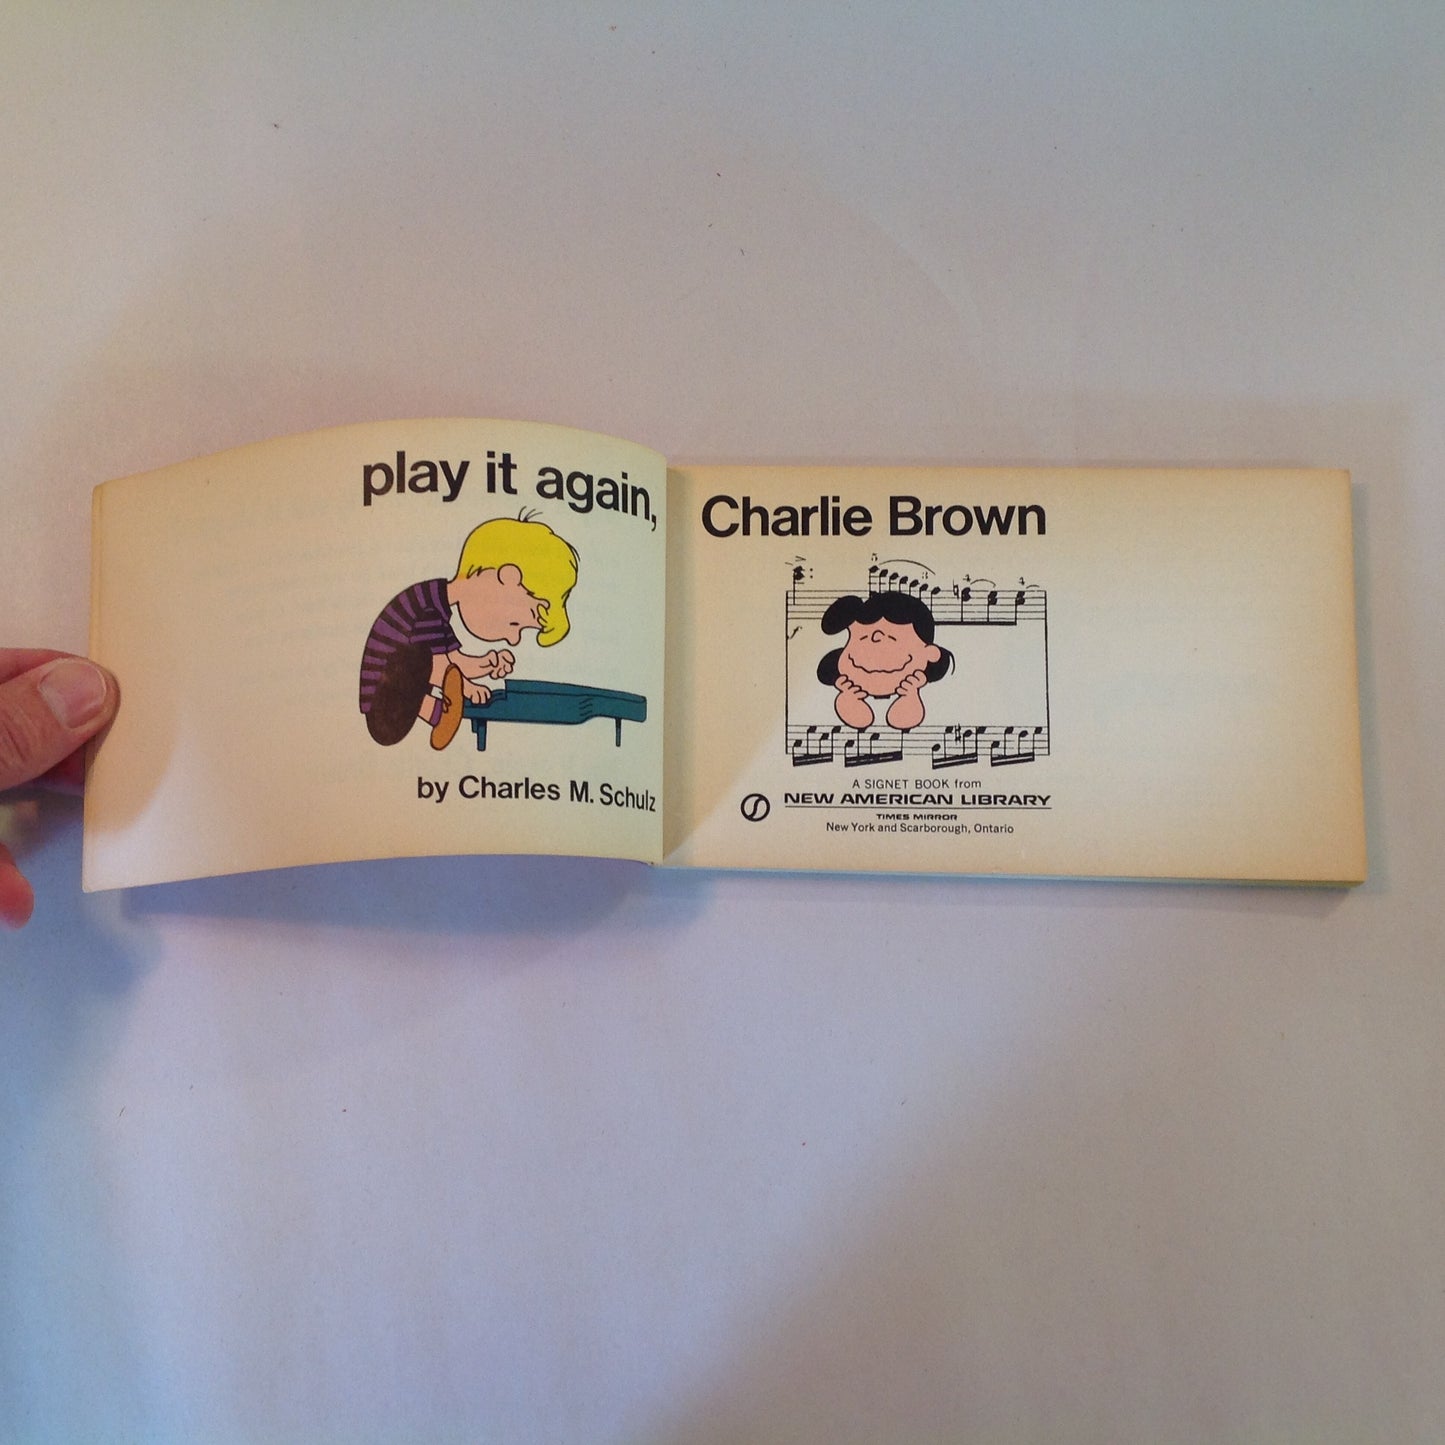 play it again,
Charlie Brown
by Charles M. Schulz
A SIGNET BOOK from
NEW AMERICAN LIBRARY
TIMES MIRROR
New York and Scarborough, Ontario